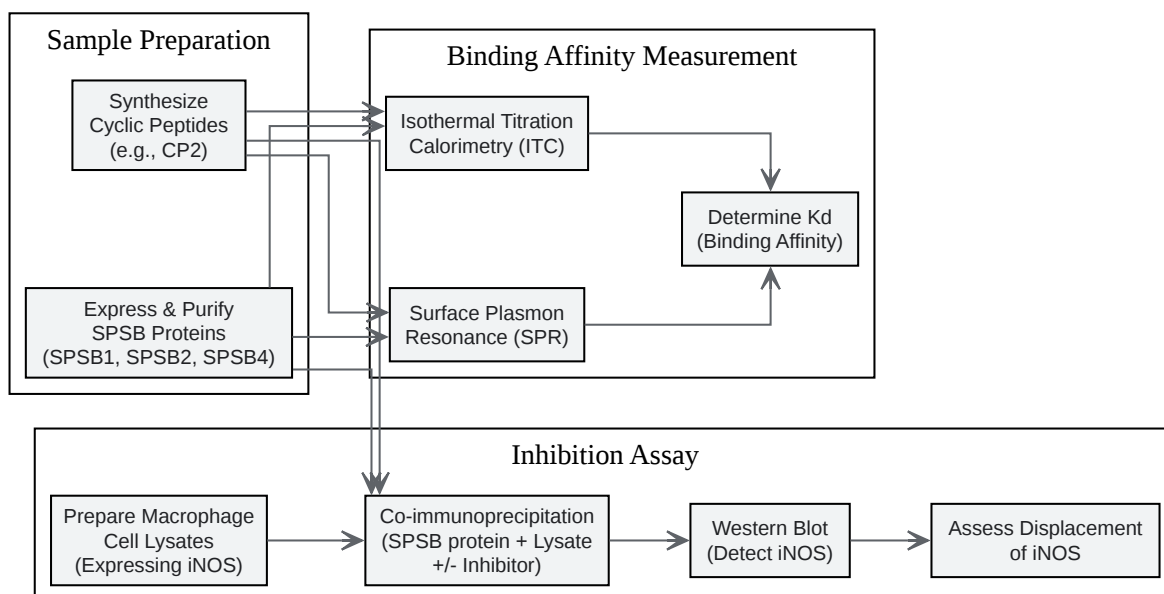 Sample Preparation
Synthesize
Cyclic Peptides
(e.g., CP2)
Express & Purify
SPSB Proteins
(SPSB1, SPSB2, SPSB4)
Binding Affinity Measurement
Isothermal Titration
Calorimetry (ITC)
Determine Kd
(Binding Affinity)
Surface Plasmon
Resonance (SPR)
Inhibition Assay
Prepare Macrophage
Cell Lysates
(Expressing iNOS)
Co-immunoprecipitation
(SPSB protein + Lysate
+/- Inhibitor)
Western Blot
(Detect iNOS)
Assess Displacement
of iNOS